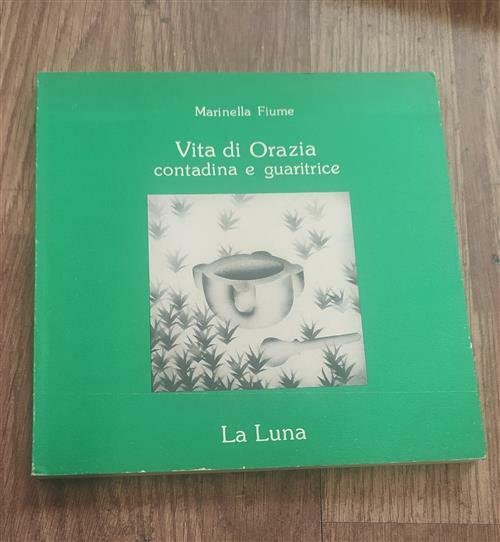 Marinella Fiume
Vita di Orazia
contadina e guaritrice
La Luna